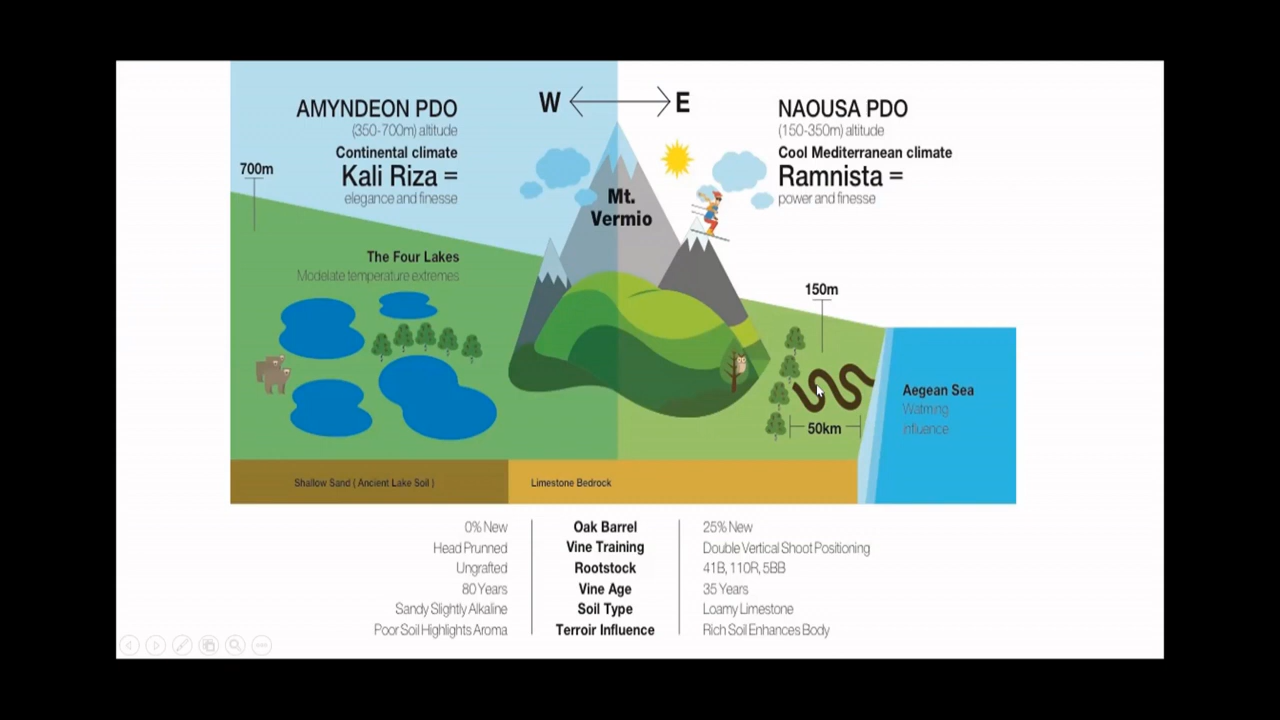 W
E
AMYNDEON PDO
(350-700m) altitude
Continental climate
Kali Riza =
elegance and finesse
700m
NAOUSA PDO
(150-350m) altitude
Cool Mediterranean climate
Ramnista =
power and finesse
Mt.
Vermio
The Four Lakes
Modelate temperature extremes
150m
50km
Aegean Sea
Watming
influence
Shallow Sand ( Ancient Lake Soil )
Limestone Bedrock
0% New Oak Barrel 25% New
Head Prunned Vine Training Double Vertical Shoot Positioning
Ungrafted Rootstock 41B, 110R, 5BB
80 Years Vine Age 35 Years
Sandy Slightly Alkaline Soil Type Loamy Limestone
Poor Soil Highlights Aroma Terroir Influence Rich Soil Enhances Body